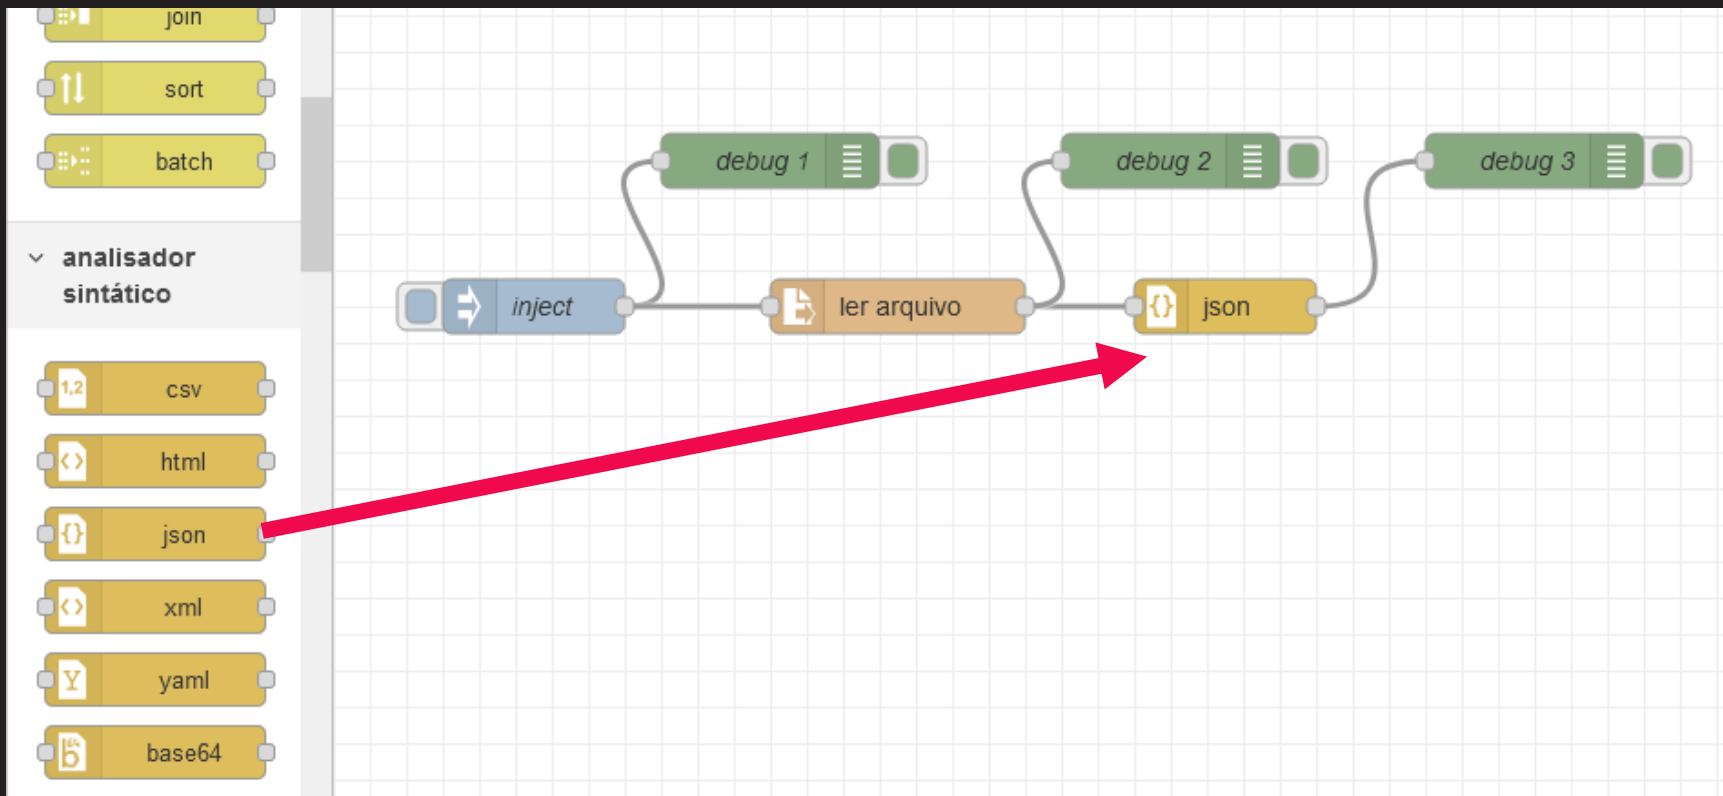 join
sort
batch
analisador
sintático
1,2
csv
html
json
xml
Y
yaml
64
b
base64
debug 1
debug 2
debug 3
inject
ler arquivo
json